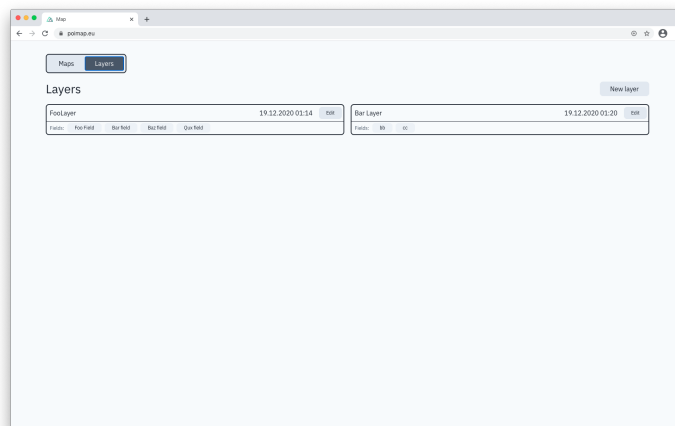 Map
poimap.eu
Maps Layers
Layers New layer
FooLayer 19.12.2020 01:14 Edit
Fields: Foo Field Bar field Baz field Qux field
Bar Layer 19.12.2020 01:20 Edit
Fields: Bb cc